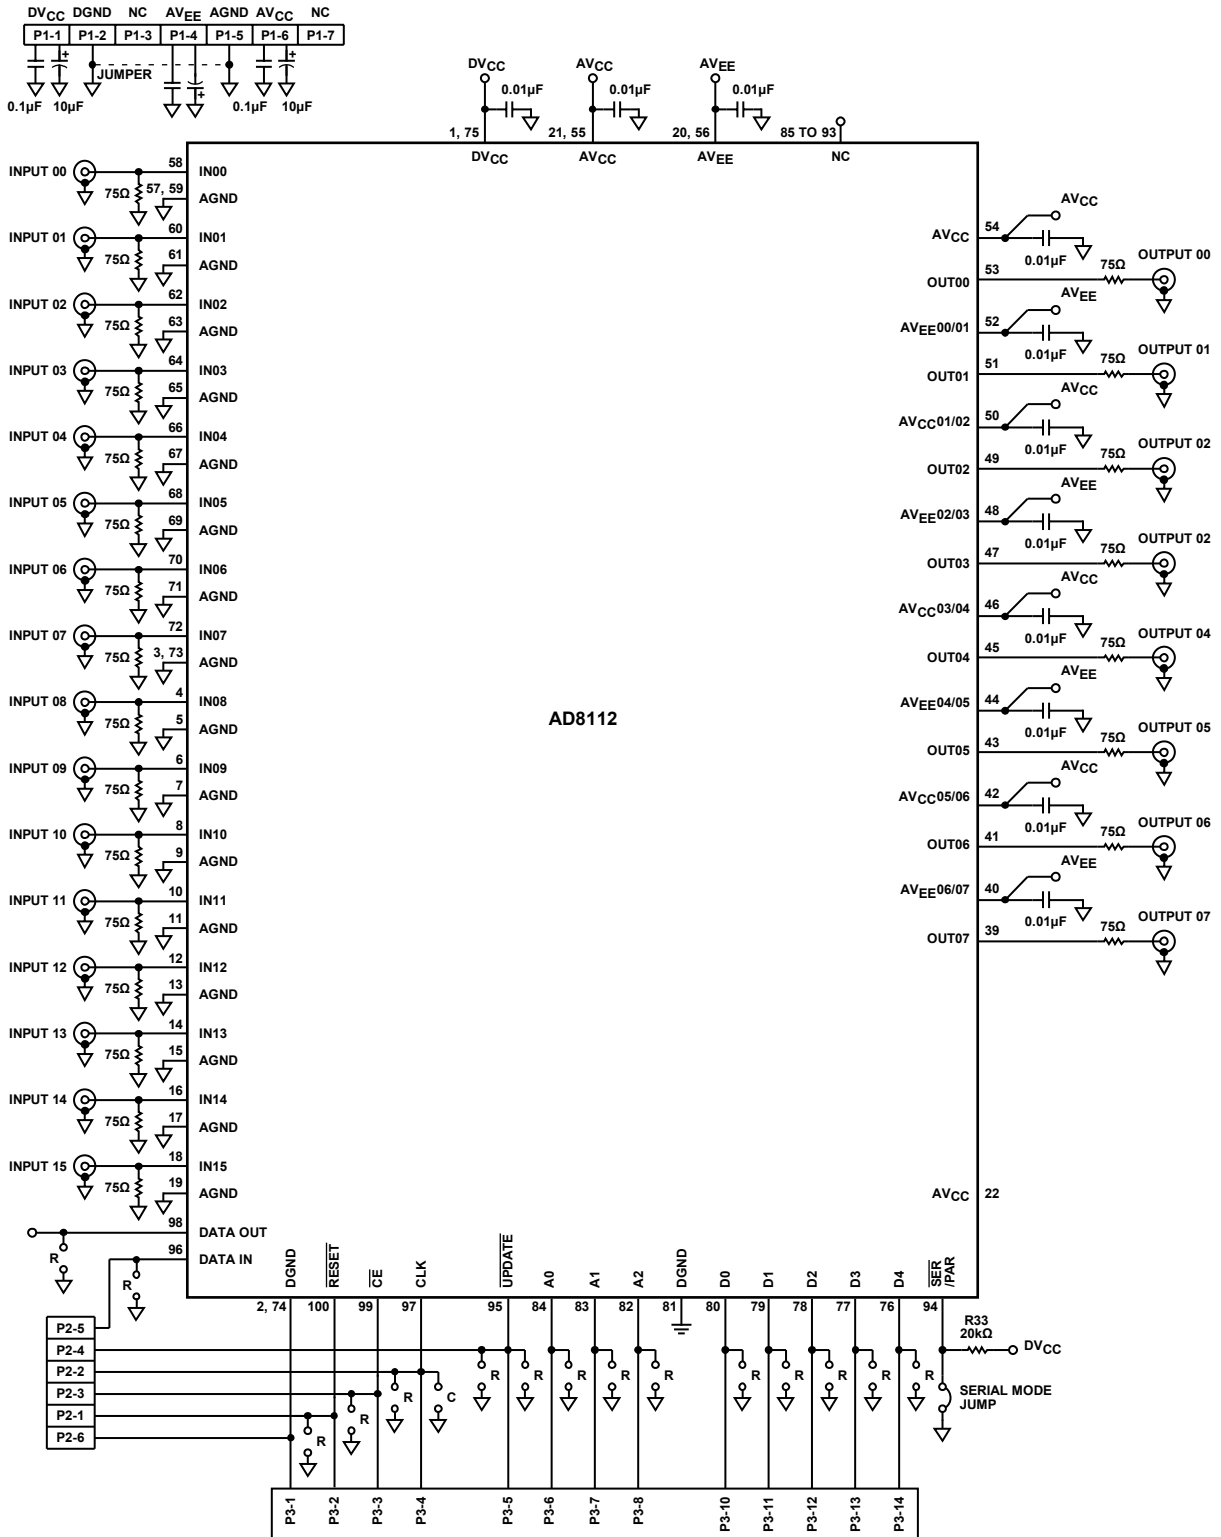 DVCC DGND NC AVEE AGND AVCC NC
P1-1 P1-2 P1-3 P1-4 P1-5 P1-6 P1-7
JUMPER
0.1µF 10µF 0.1µF 10µF
DVCC AVCC AVEE
0.01µF 0.01µF 0.01µF
1, 75 21, 55 20, 56 85 TO 93
DVCC AVCC AVEE NC
INPUT 00 58 IN00
75Ω 57, 59 AGND
INPUT 01 60 IN01
75Ω 61 AGND
INPUT 02 62 IN02
75Ω 63 AGND
INPUT 03 64 IN03
75Ω 65 AGND
INPUT 04 66 IN04
75Ω 67 AGND
INPUT 05 68 IN05
75Ω 69 AGND
INPUT 06 70 IN06
75Ω 71 AGND
INPUT 07 72 IN07
75Ω 3, 73 AGND
INPUT 08 4 IN08
75Ω 5 AGND
INPUT 09 6 IN09
75Ω 7 AGND
INPUT 10 8 IN10
75Ω 9 AGND
INPUT 11 10 IN11
75Ω 11 AGND
INPUT 12 12 IN12
75Ω 13 AGND
INPUT 13 14 IN13
75Ω 15 AGND
INPUT 14 16 IN14
75Ω 17 AGND
INPUT 15 18 IN15
75Ω 19 AGND
98 DATA OUT
R 96 DATA IN
R
AD8112
AVCC
AVCC 54
0.01µF
OUT00 53 75Ω OUTPUT 00
AVEE
AVEE00/01 52
0.01µF
OUT01 51 75Ω OUTPUT 01
AVCC
AVCC01/02 50
0.01µF
OUT02 49 75Ω OUTPUT 02
AVEE
AVEE02/03 48
0.01µF
OUT03 47 75Ω OUTPUT 02
AVCC
AVCC03/04 46
0.01µF
OUT04 45 75Ω OUTPUT 04
AVEE
AVEE04/05 44
0.01µF
OUT05 43 75Ω OUTPUT 05
AVCC
AVCC05/06 42
0.01µF
OUT06 41 75Ω OUTPUT 06
AVEE
AVEE06/07 40
0.01µF
OUT07 39 75Ω OUTPUT 07
AVCC 22
DGND RESET CE CLK UPDATE A0 A1 A2 DGND D0 D1 D2 D3 D4 SER /PAR
2, 74 100 99 97 95 84 83 82 81 80 79 78 77 76 94
R33
20kΩ
DVCC
P2-5
P2-4
P2-2
P2-3
P2-1
P2-6
R R R C R R R R R R R R R
SERIAL MODE
JUMP
P3-1 P3-2 P3-3 P3-4 P3-5 P3-6 P3-7 P3-8 P3-10 P3-11 P3-12 P3-13 P3-14